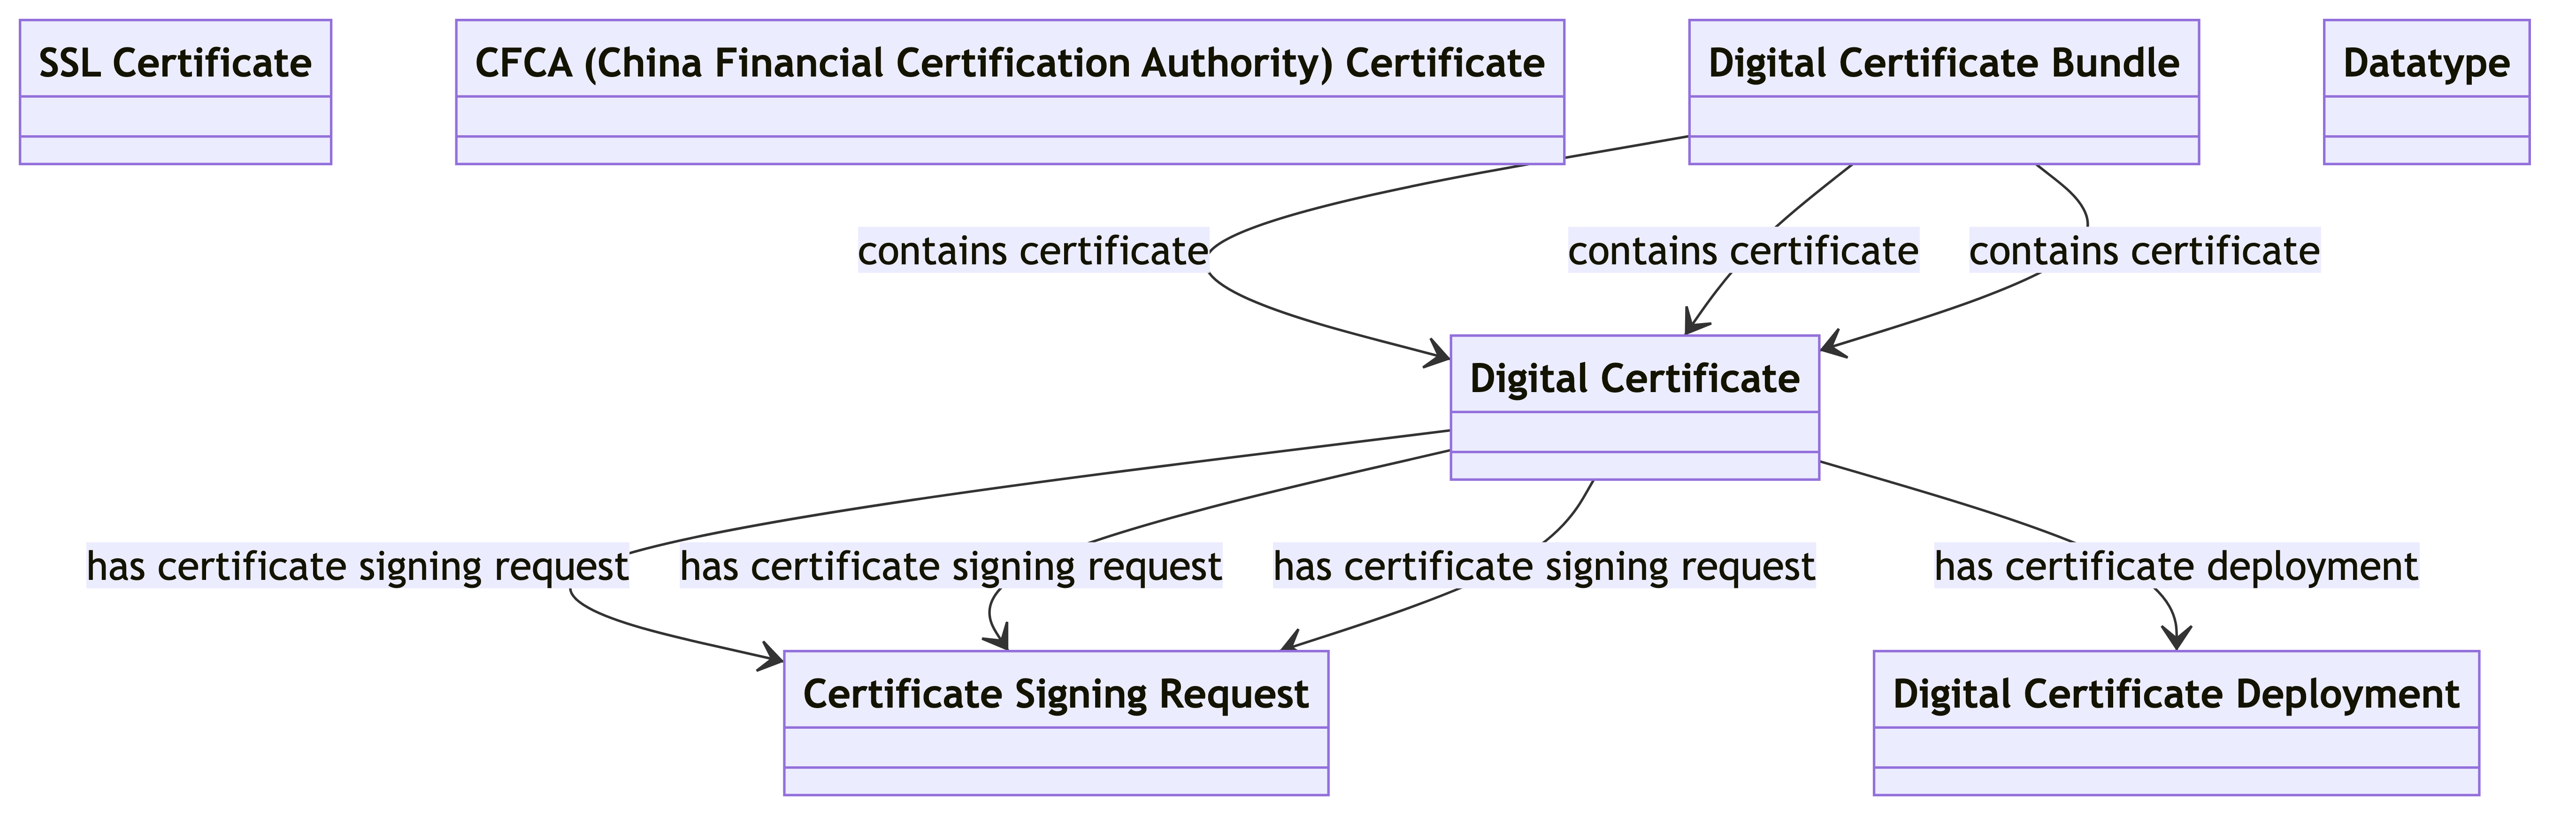 SSL Certificate
CFCA (China Financial Certification Authority) Certificate
Digital Certificate Bundle
Datatype
contains certificate
contains certificate
contains certificate
Digital Certificate
has certificate signing request
has certificate signing request
has certificate signing request
has certificate deployment
Certificate Signing Request
Digital Certificate Deployment